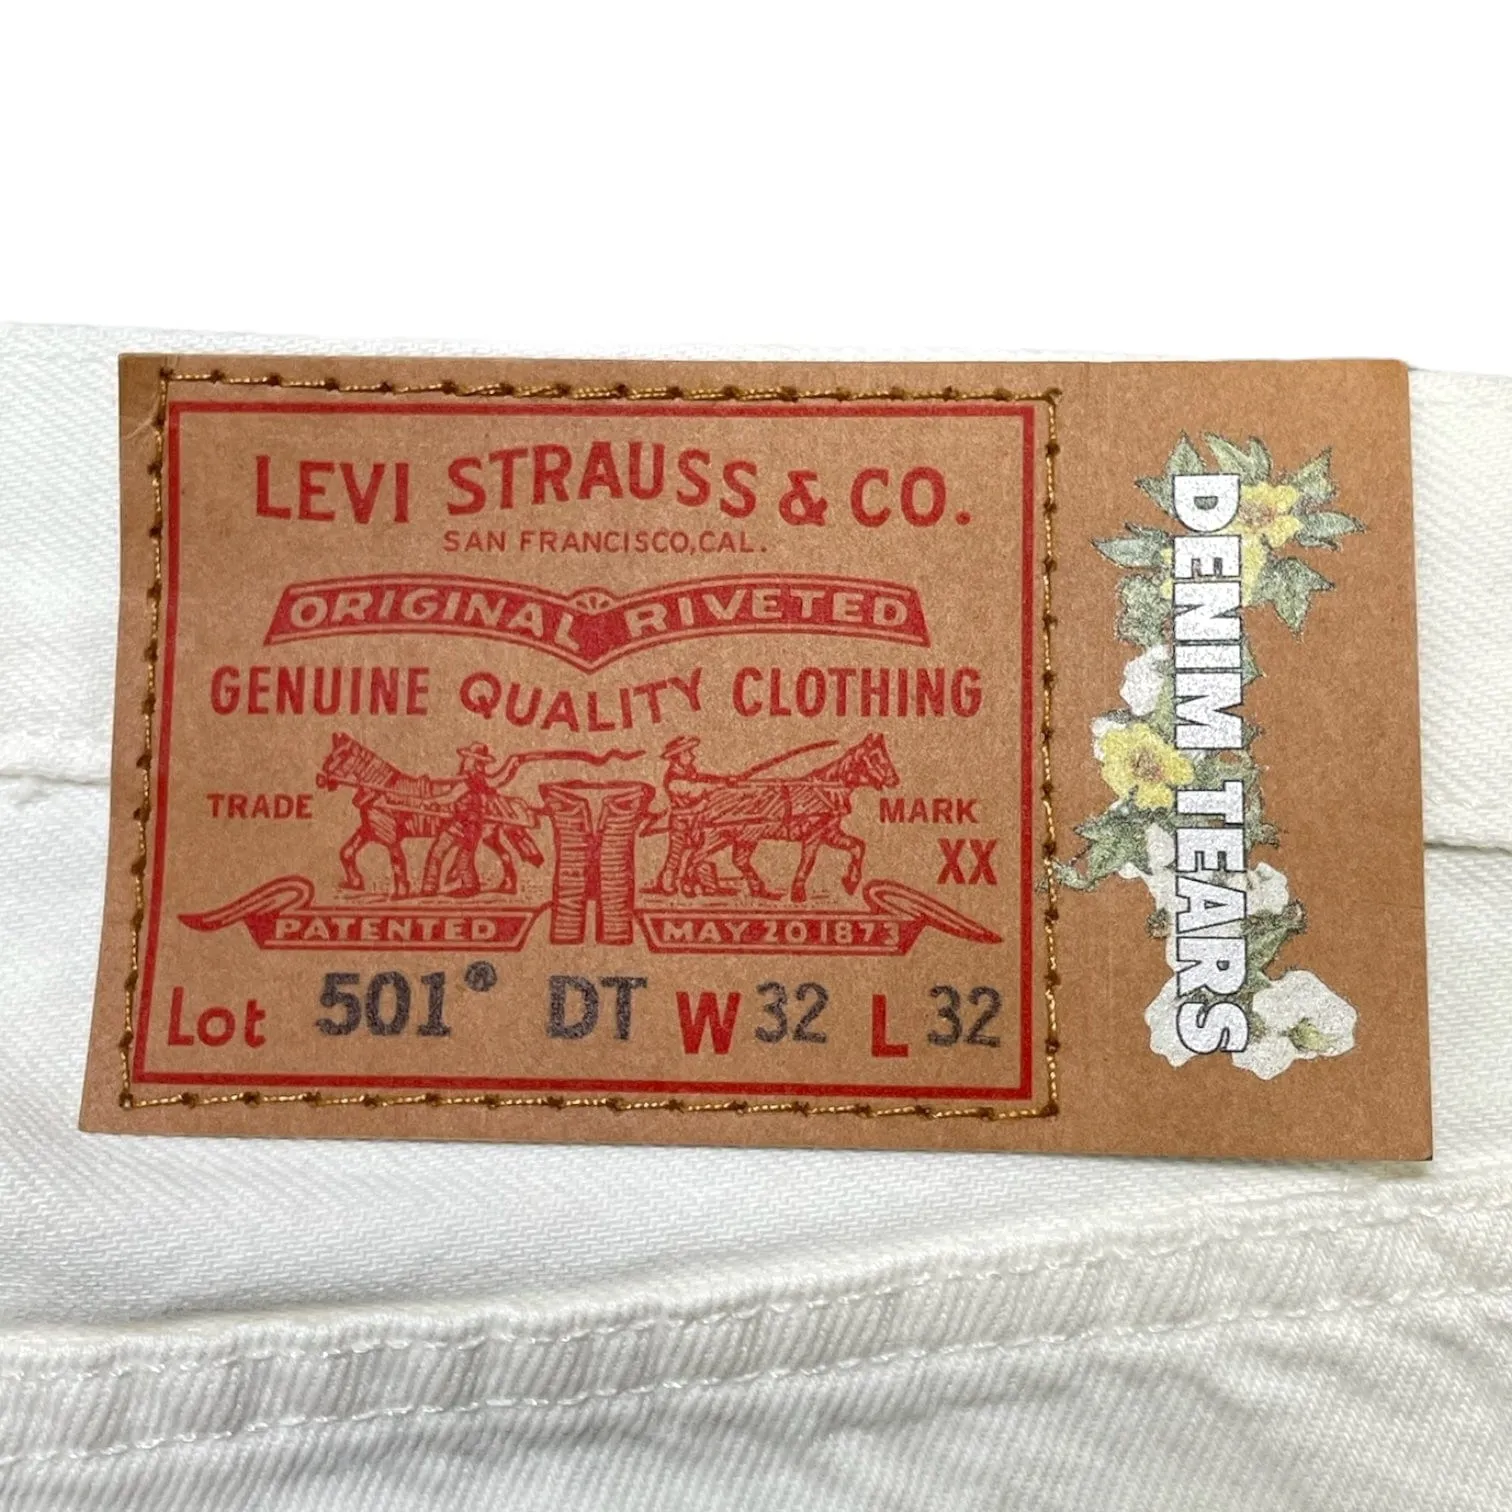 LEVI STRAUSS & CO.
SAN FRANCISCO, CAL.
ORIGINAL RIVETED
GENUINE QUALITY CLOTHING
TRADE MARK
XX
PATENTED MAY 20 1873
Lot 501® DT W 32 L 32
DENIM TEARS